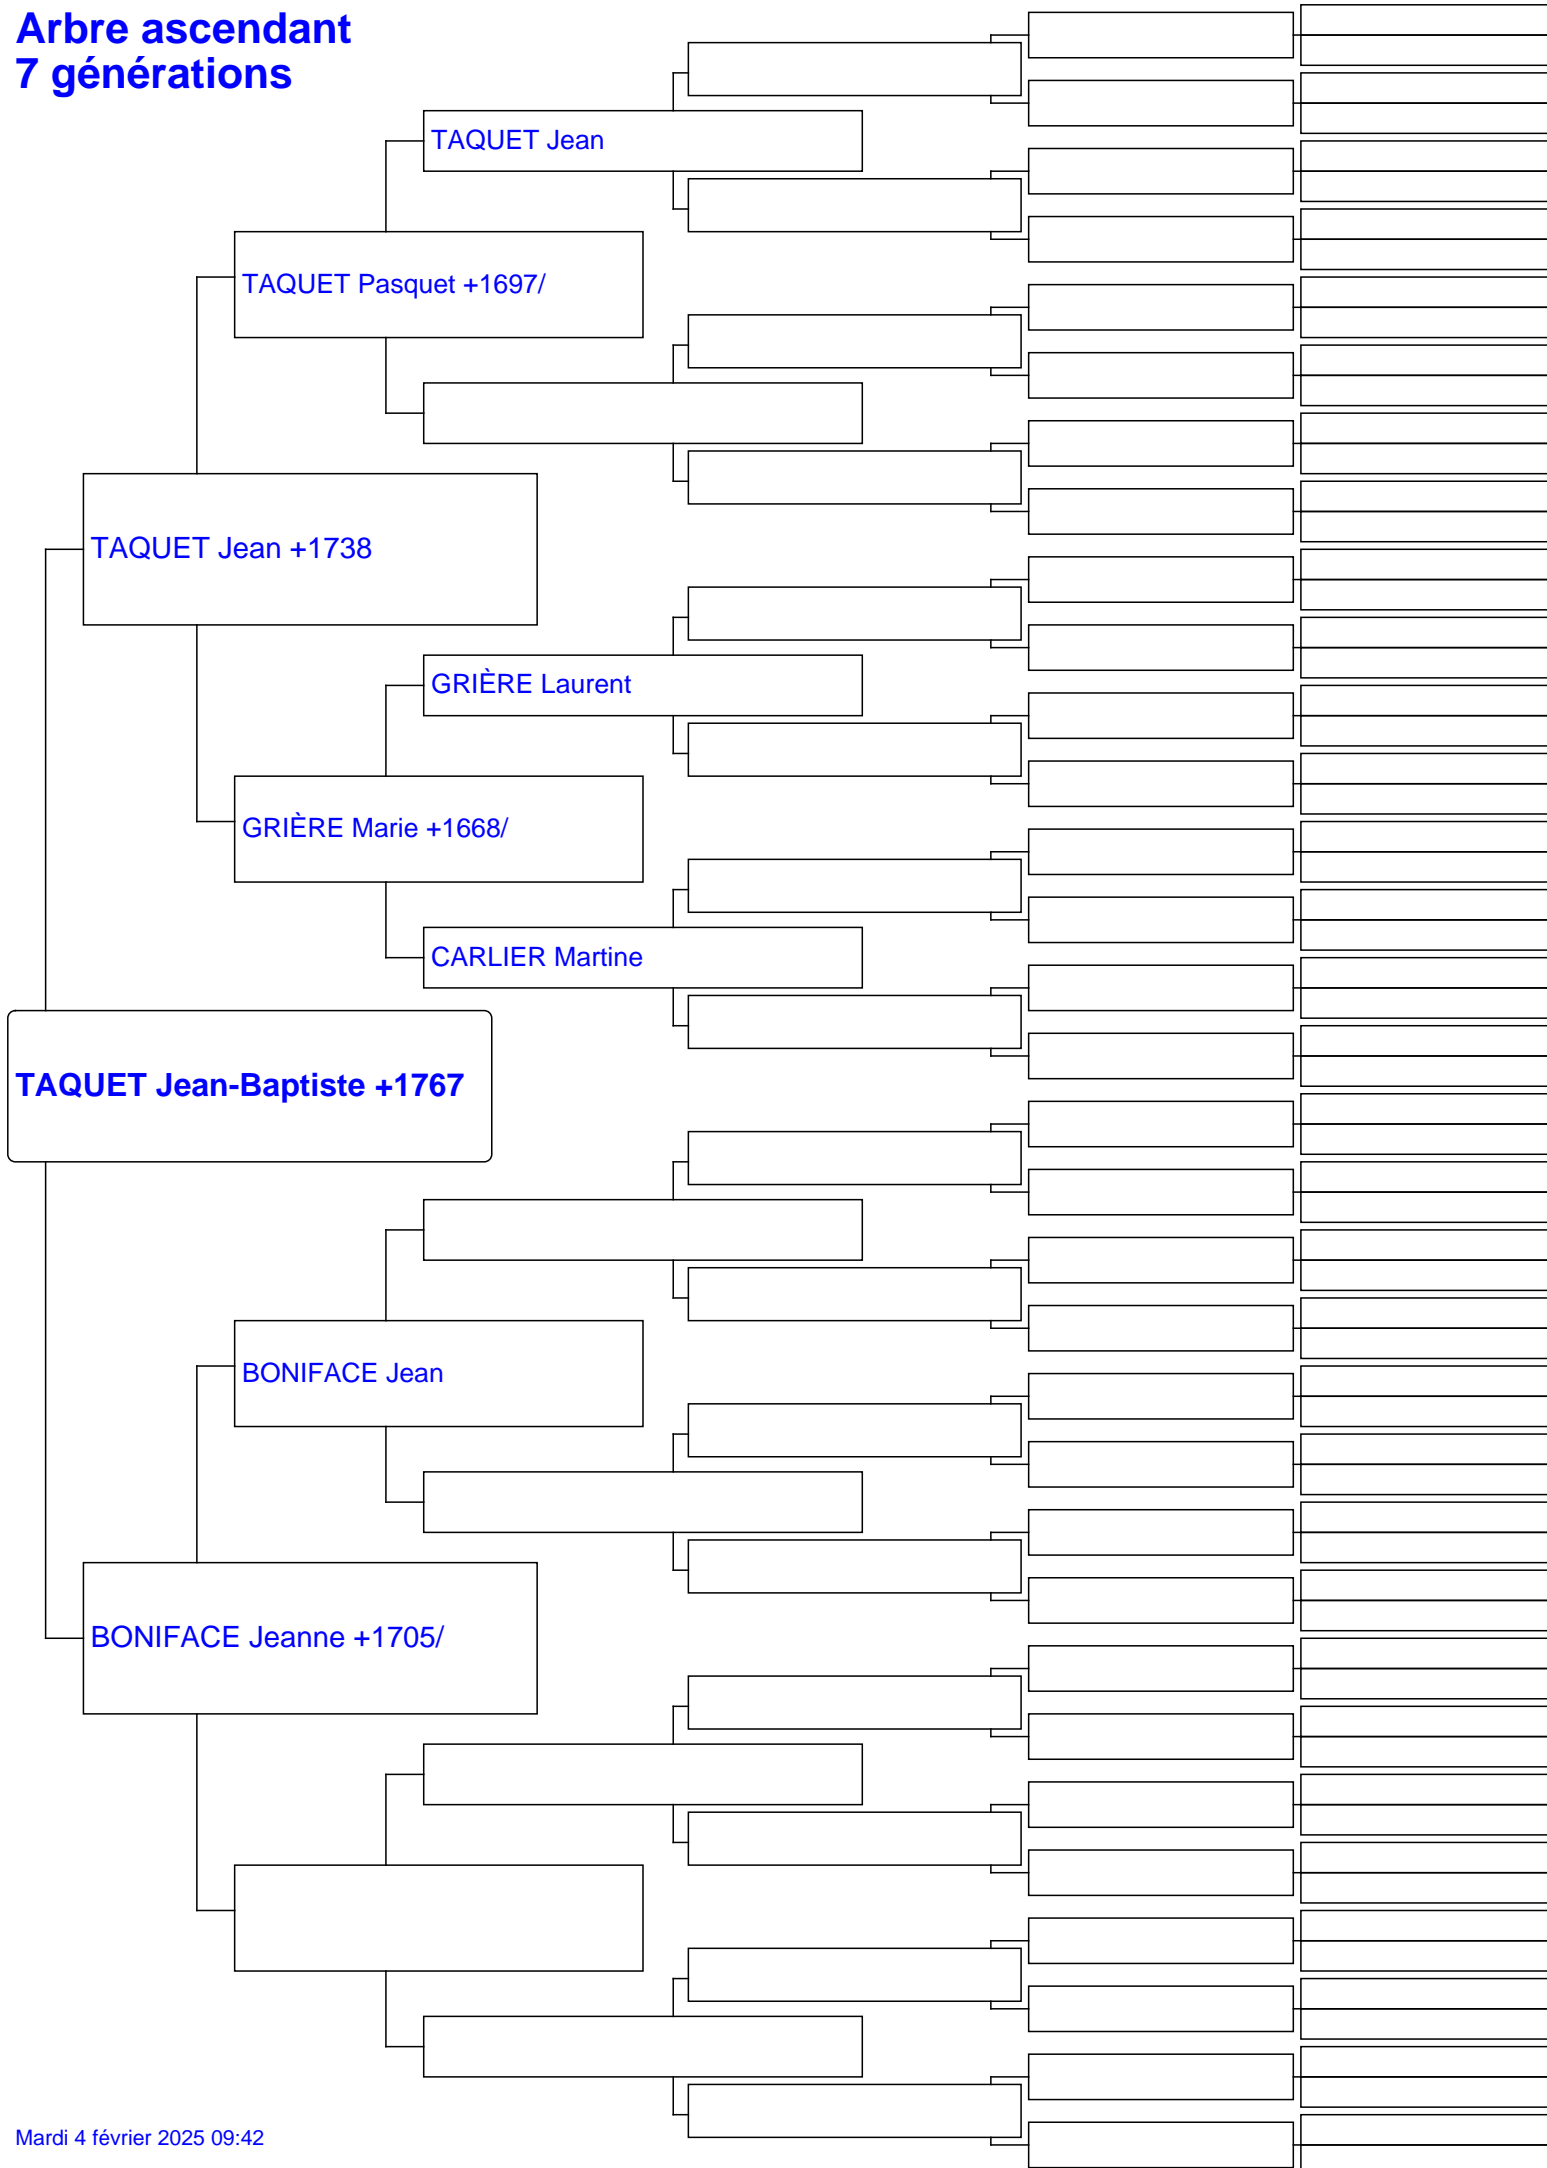 Arbre ascendant
7 générations
TAQUET Jean
TAQUET Pasquet +1697/
TAQUET Jean +1738
GRIÈRE Laurent
GRIÈRE Marie +1668/
CARLIER Martine
TAQUET Jean-Baptiste +1767
BONIFACE Jean
BONIFACE Jeanne +1705/
Mardi 4 février 2025 09:42